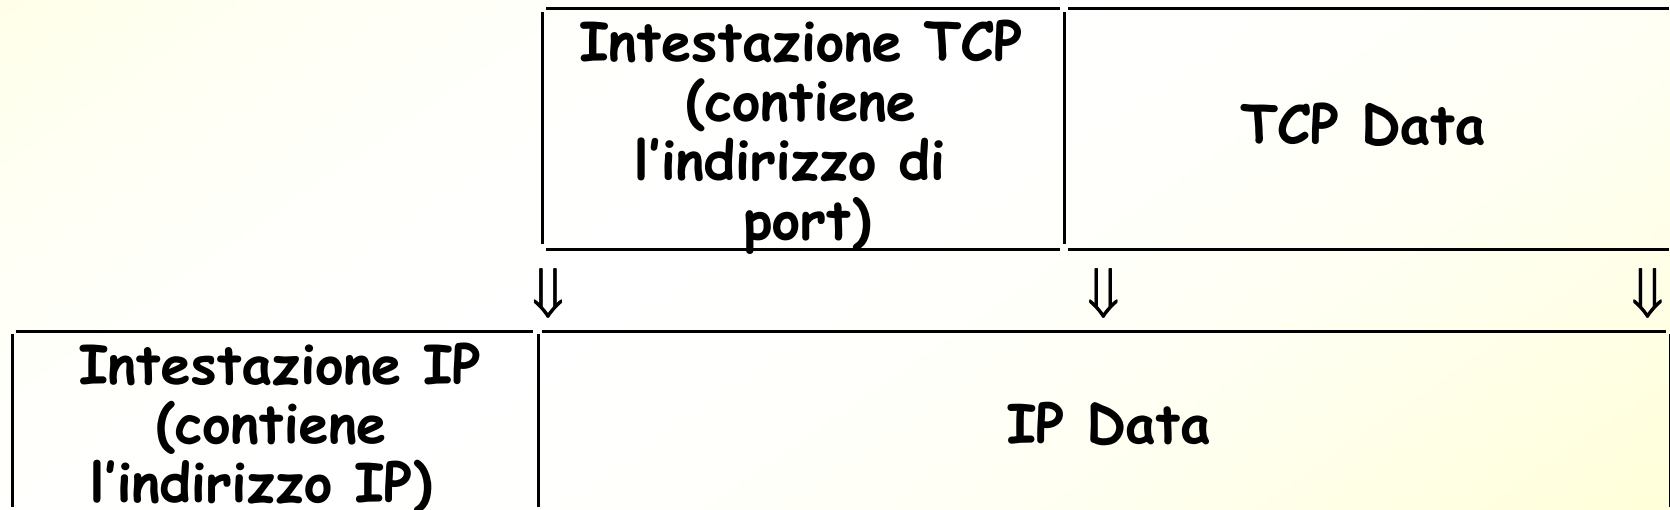 Intestazione TCP
(contiene
l'indirizzo di
port)
TCP Data
⇓ ⇓ ⇓
Intestazione IP
(contiene
l'indirizzo IP)
IP Data